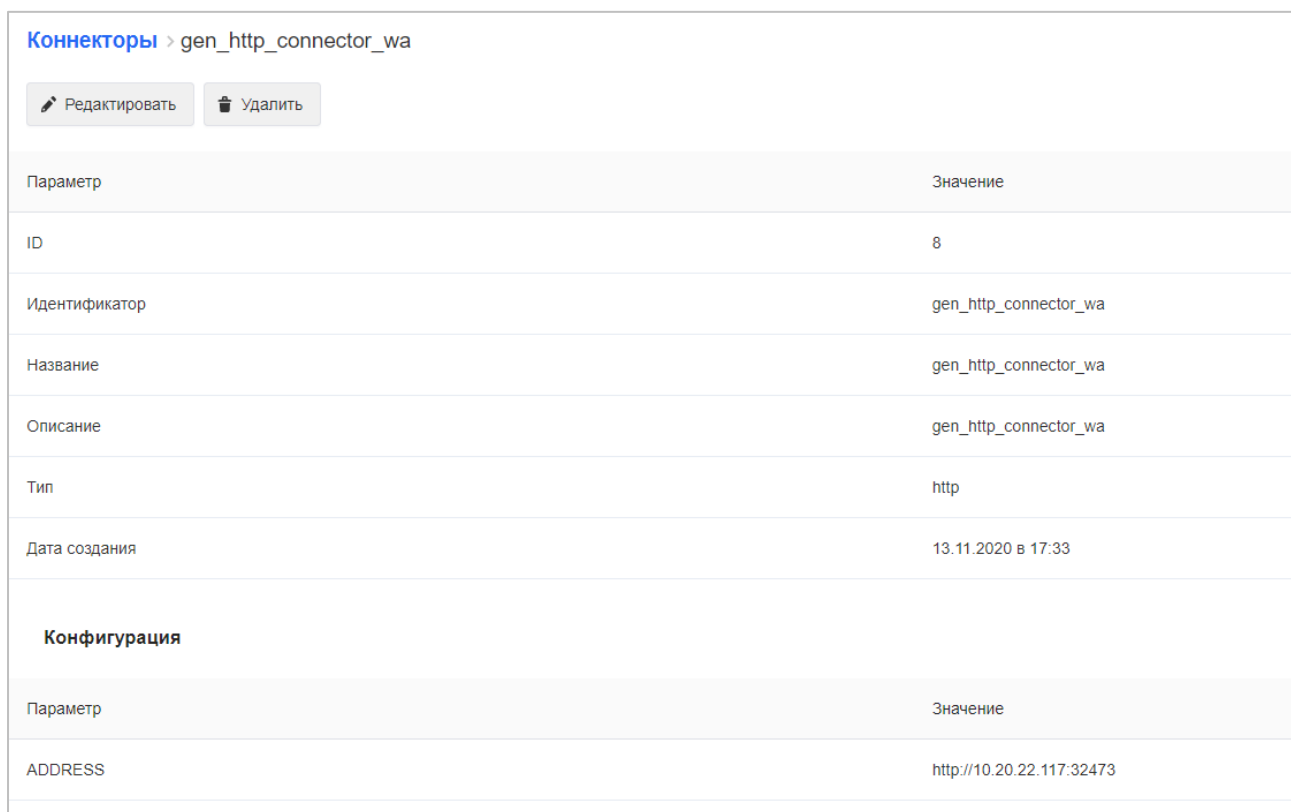 Коннекторы > gen_http_connector_wa
Редактировать Удалить
Параметр Значение
ID 8
Идентификатор gen_http_connector_wa
Название gen_http_connector_wa
Описание gen_http_connector_wa
Тип http
Дата создания 13.11.2020 в 17:33
Конфигурация
Параметр Значение
ADDRESS http://10.20.22.117:32473